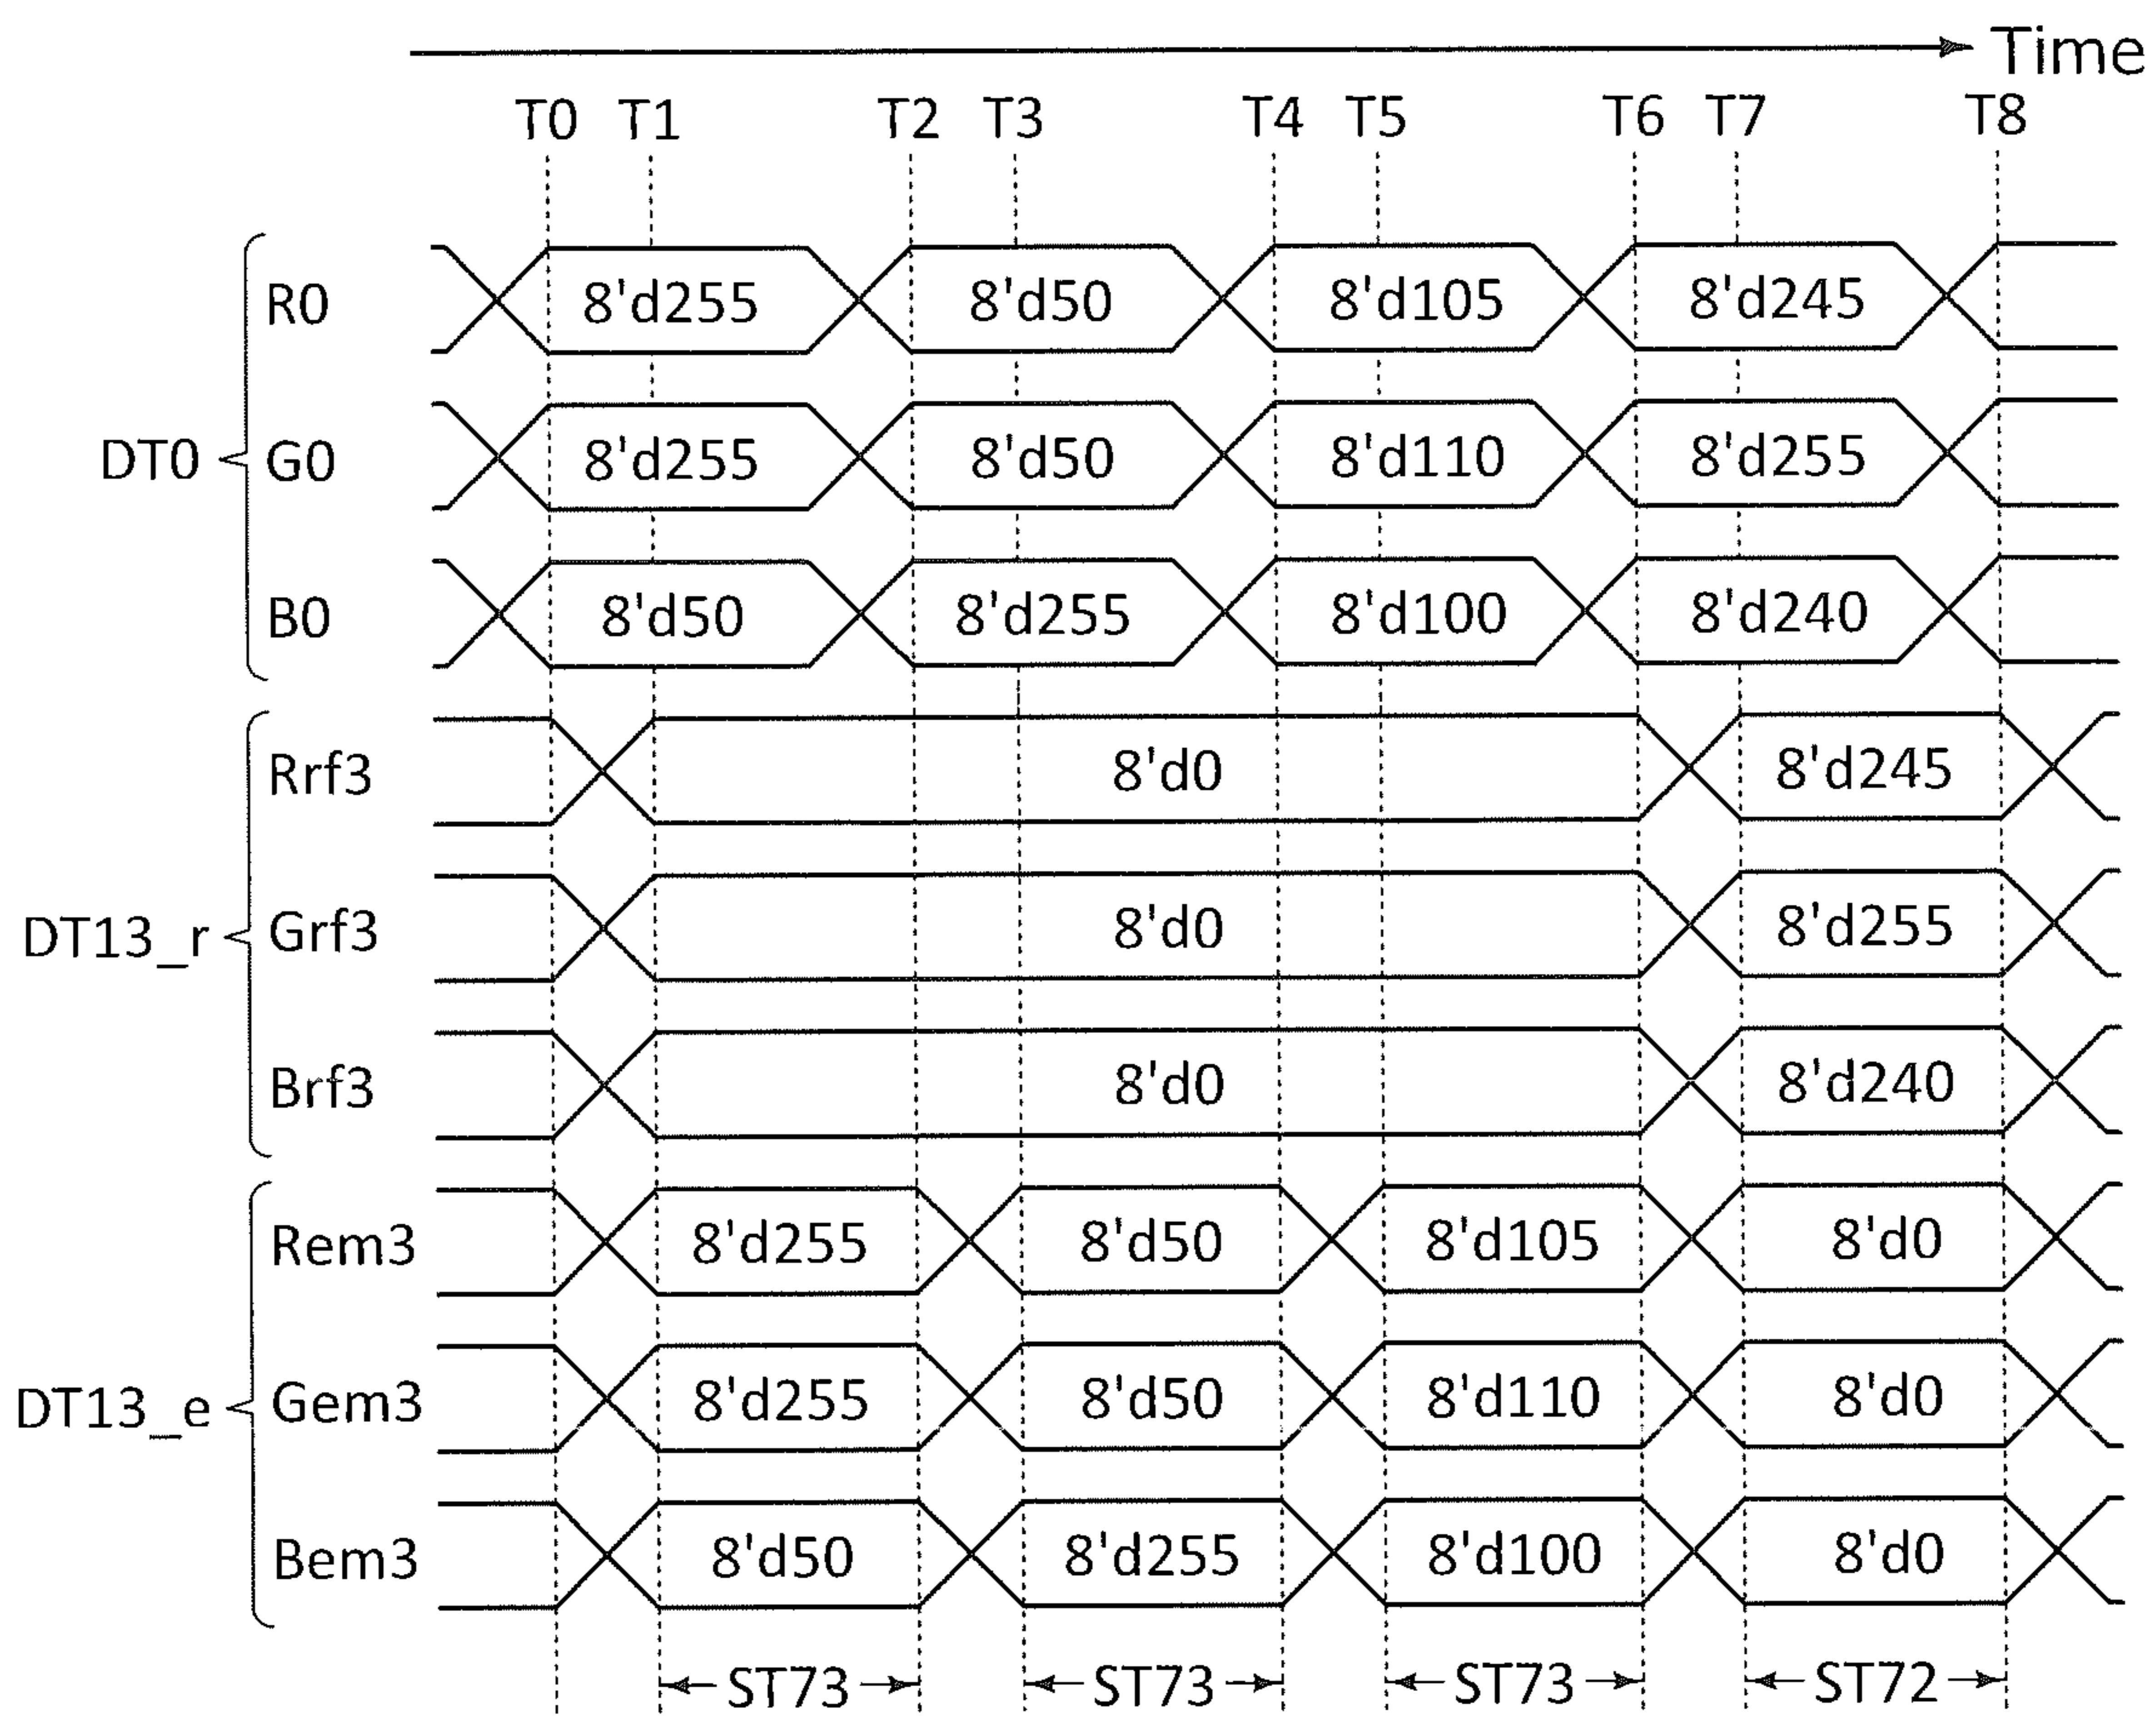 Time
T0 T1 T2 T3 T4 T5 T6 T7 T8
R0 8'd255 8'd50 8'd105 8'd245
DT0 G0 8'd255 8'd50 8'd110 8'd255
B0 8'd50 8'd255 8'd100 8'd240
Rrf3 8'd0 8'd245
DT13_r Grf3 8'd0 8'd255
Brf3 8'd0 8'd240
Rem3 8'd255 8'd50 8'd105 8'd0
DT13_e Gem3 8'd255 8'd50 8'd110 8'd0
Bem3 8'd50 8'd255 8'd100 8'd0
ST73 ST73 ST73 ST72